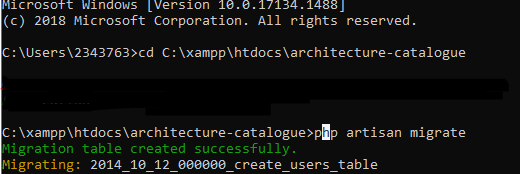 Microsoft Windows [Version 10.0.17134.1488]
(c) 2018 Microsoft Corporation. All rights reserved.
C:\Users\2343763>cd C:\xampp\htdocs\architecture-catalogue
C:\xampp\htdocs\architecture-catalogue>php artisan migrate
Migration table created successfully.
Migrating: 2014_10_12_000000_create_users_table